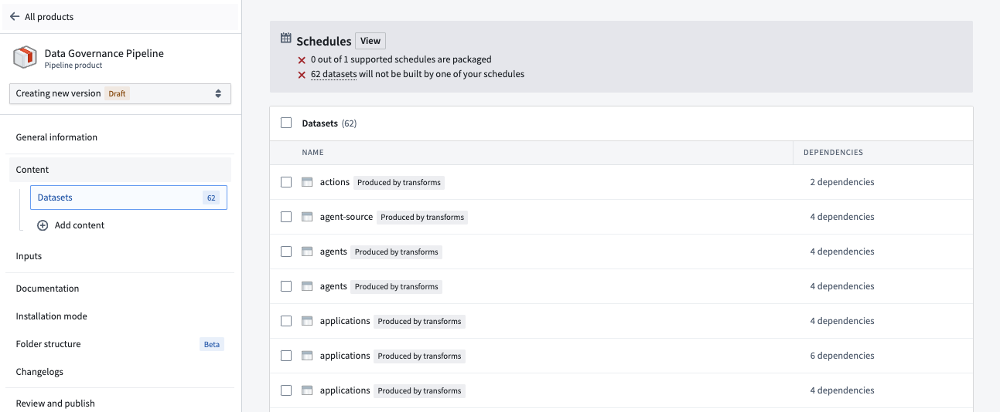 All products
Data Governance Pipeline
Pipeline product
Creating new version Draft
General information
Content
Datasets 62
Add content
Inputs
Documentation
Installation mode
Folder structure Beta
Changelogs
Review and publish
Schedules View
0 out of 1 supported schedules are packaged
62 datasets will not be built by one of your schedules
Datasets (62)
NAME DEPENDENCIES
actions Produced by transforms 2 dependencies
agent-source Produced by transforms 4 dependencies
agents Produced by transforms 4 dependencies
agents Produced by transforms 4 dependencies
applications Produced by transforms 4 dependencies
applications Produced by transforms 6 dependencies
applications Produced by transforms 4 dependencies